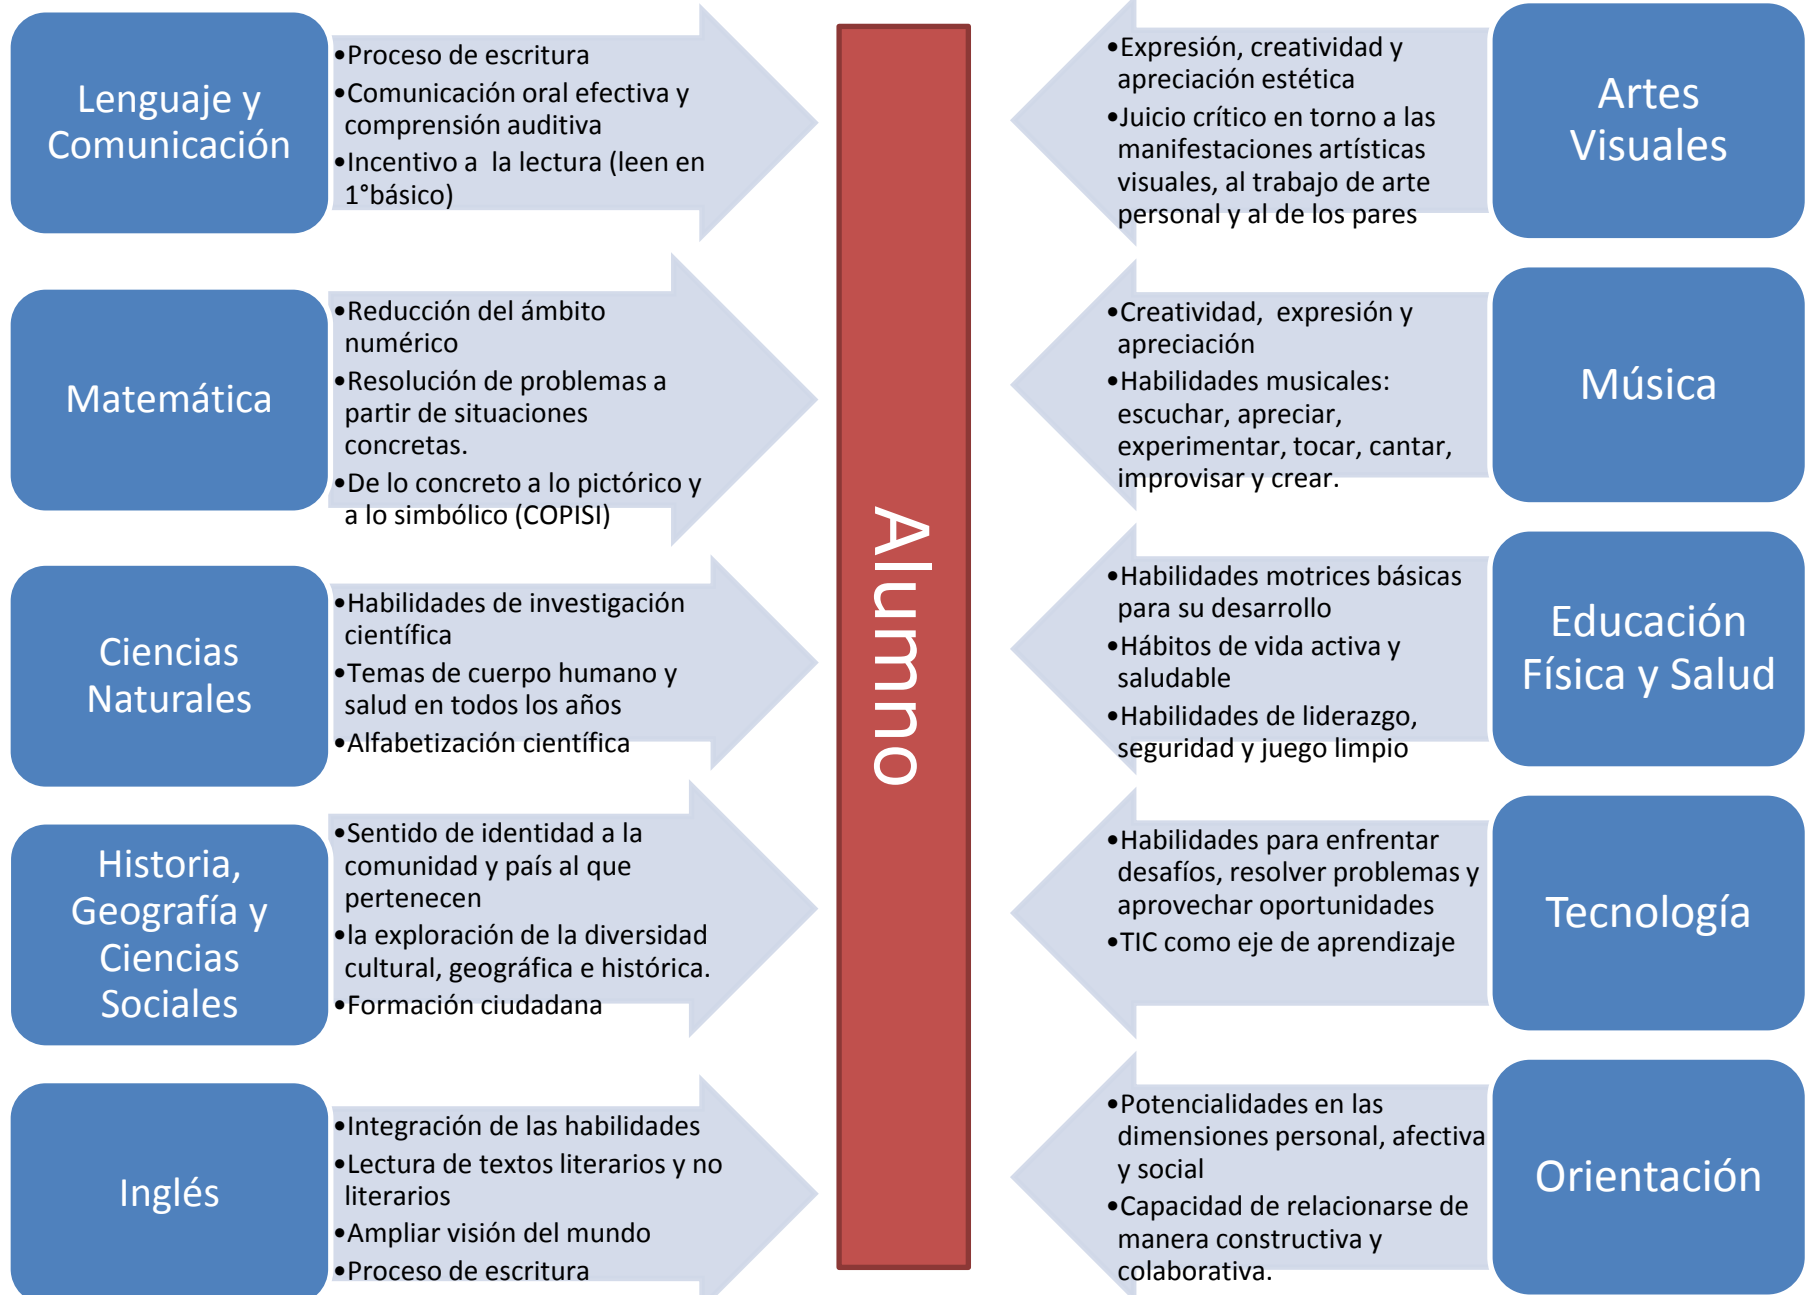 Lenguaje y
Comunicación
•Proceso de escritura
•Comunicación oral efectiva y
comprensión auditiva
•Incentivo a  la lectura (leen en
1°básico)
Matemática
•Reducción del ámbito
numérico
•Resolución de problemas a
partir de situaciones
concretas.
•De lo concreto a lo pictórico y
a lo simbólico (COPISI)
Ciencias
Naturales
•Habilidades de investigación
científica
•Temas de cuerpo humano y
salud en todos los años
•Alfabetización científica
Historia,
Geografía y
Ciencias
Sociales
•Sentido de identidad a la
comunidad y país al que
pertenecen
•la exploración de la diversidad
cultural, geográfica e histórica.
•Formación ciudadana
Inglés
•Integración de las habilidades
•Lectura de textos literarios y no
literarios
•Ampliar visión del mundo
•Proceso de escritura
Alumno
•Expresión, creatividad y
apreciación estética
•Juicio crítico en torno a las
manifestaciones artísticas
visuales, al trabajo de arte
personal y al de los pares
Artes
Visuales
•Creatividad,  expresión y
apreciación
•Habilidades musicales:
escuchar, apreciar,
experimentar, tocar, cantar,
improvisar y crear.
Música
•Habilidades motrices básicas
para su desarrollo
•Hábitos de vida activa y
saludable
•Habilidades de liderazgo,
seguridad y juego limpio
Educación
Física y Salud
•Habilidades para enfrentar
desafíos, resolver problemas y
aprovechar oportunidades
•TIC como eje de aprendizaje
Tecnología
•Potencialidades en las
dimensiones personal, afectiva
y social
•Capacidad de relacionarse de
manera constructiva y
colaborativa.
Orientación